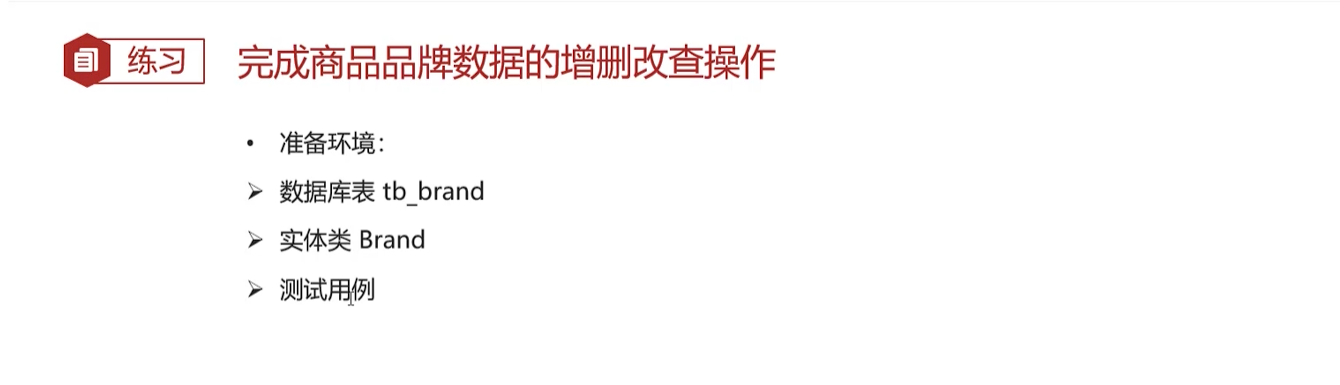 练习 完成商品品牌数据的增删改查操作
• 准备环境：
➢ 数据库表 tb_brand
➢ 实体类 Brand
➢ 测试用例